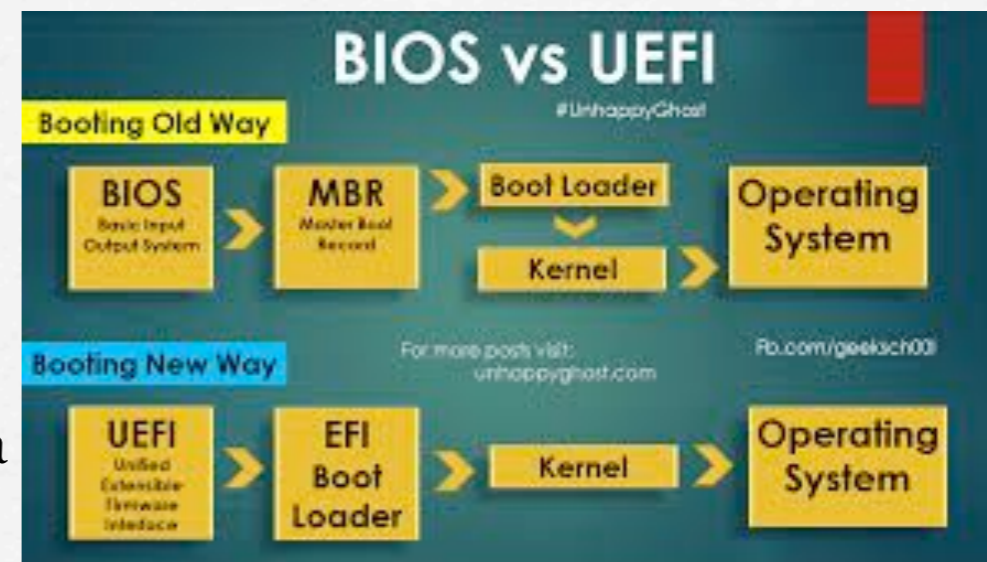 BIOS vs UEFI
#UnhappyGhost
Booting Old Way
BIOS
Basic Input
Output System
MBR
Master Boot
Record
Boot Loader
Kernel
Operating
System
Booting New Way
For more posts visit:
unhappyghost.com
Fb.com/geeksch00l
UEFI
Unified
Extensible
Firmware
Interface
EFI
Boot
Loader
Kernel
Operating
System